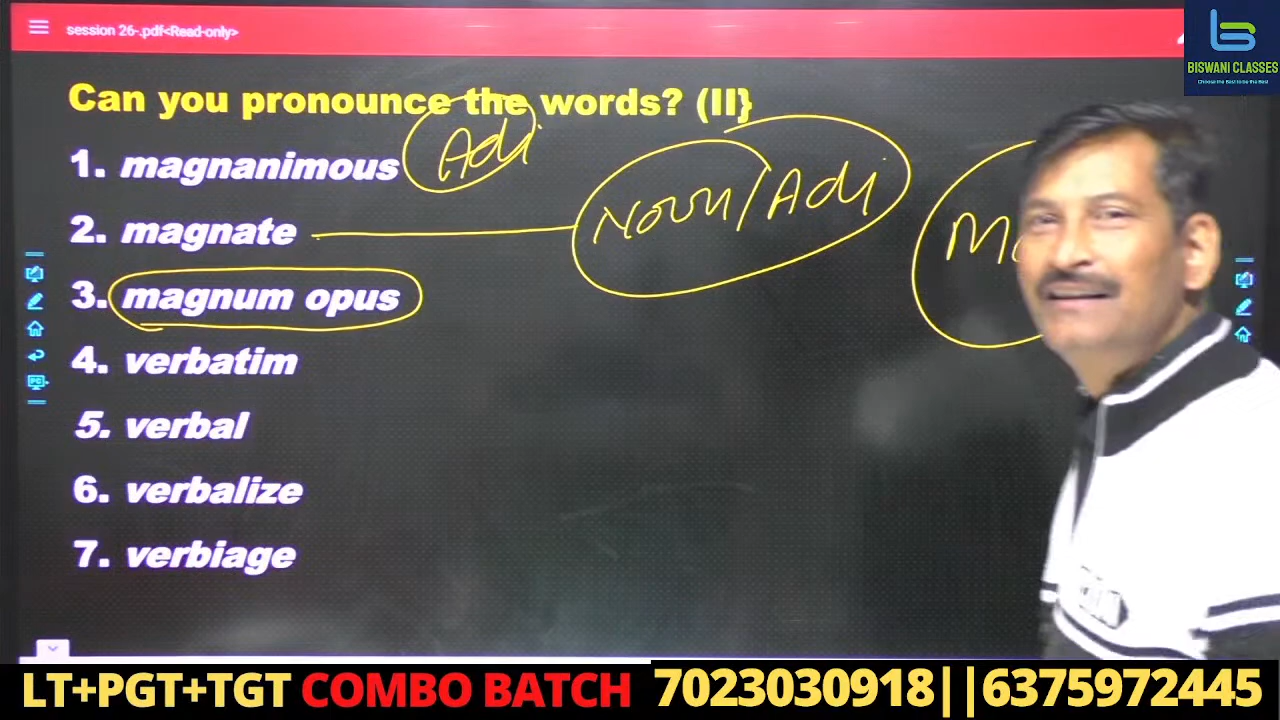 session 26-.pdf<Read-only>
BISWANI CLASSES
Can you pronounce the words? (II}
1. magnanimous Adj
2. magnate Noun/Adj
3. magnum opus
4. verbatim
5. verbal
6. verbalize
7. verbiage
LT+PGT+TGT COMBO BATCH 7023030918||6375972445